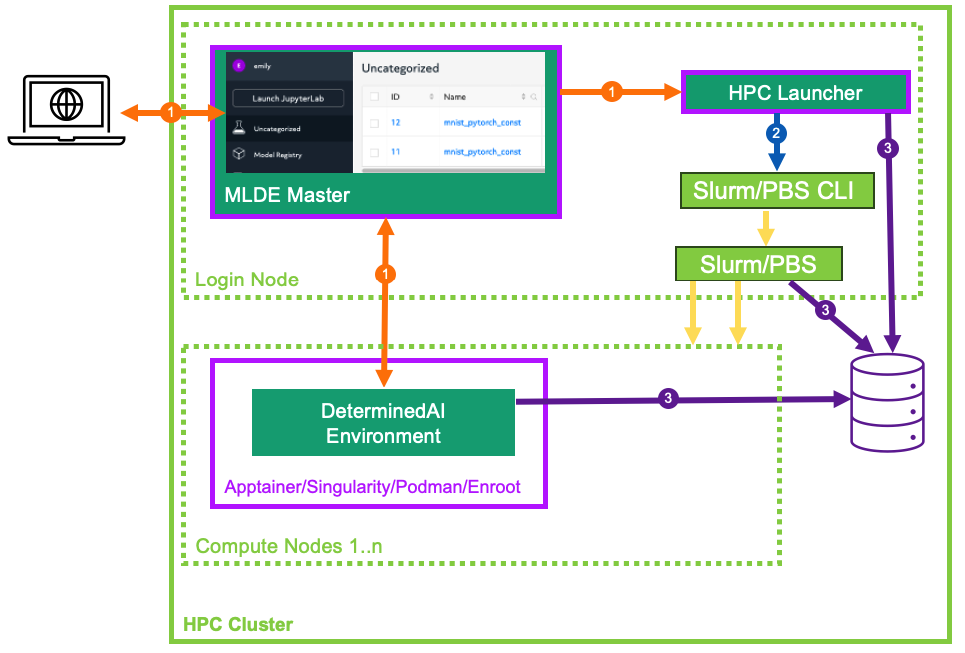 emily
Launch JupyterLab
Uncategorized
Model Registry
Uncategorized
ID Name
12 mnist_pytorch_const
11 mnist_pytorch_const
MLDE Master
1
1
HPC Launcher
2
3
Slurm/PBS CLI
Slurm/PBS
1
3
Login Node
DeterminedAI
Environment
3
Apptainer/Singularity/Podman/Enroot
Compute Nodes 1..n
HPC Cluster